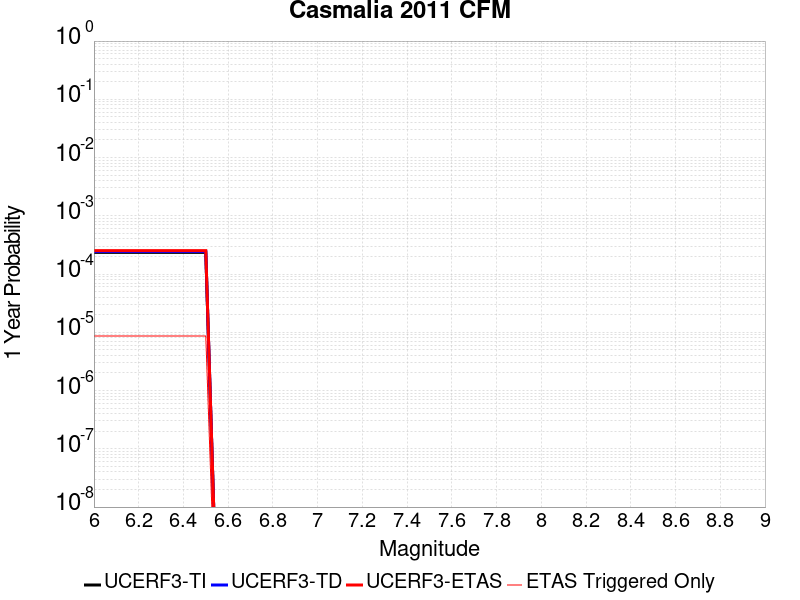 Casmalia 2011 CFM
1 Year Probability
10^0
10^-1
10^-2
10^-3
10^-4
10^-5
10^-6
10^-7
10^-8
6 6.2 6.4 6.6 6.8 7 7.2 7.4 7.6 7.8 8 8.2 8.4 8.6 8.8 9
Magnitude
UCERF3-TI UCERF3-TD UCERF3-ETAS ETAS Triggered Only